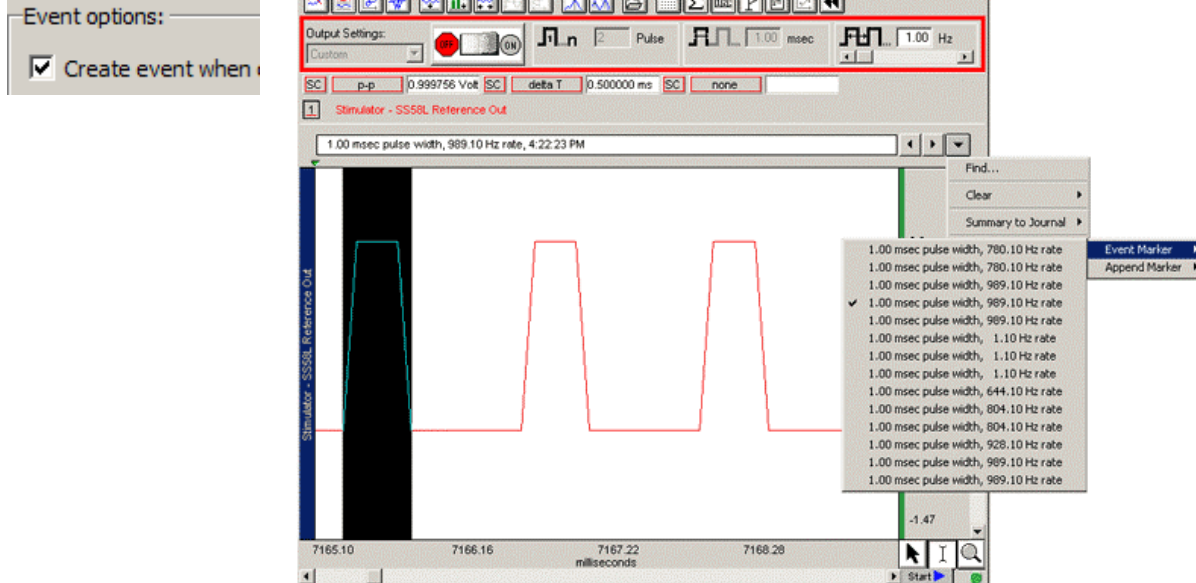 Event options:
Create event when
Output Settings:
Custom
OFF
ON
n
2 Pulse
1.00 msec
1.00 Hz
SC p-p 0.999756 Volt SC delta T 0.500000 ms SC none
1 Stimulator - SS58L Reference Out
1.00 msec pulse width, 989.10 Hz rate, 4:22:23 PM
Find...
Clear
Summary to Journal
Event Marker
Append Marker
1.00 msec pulse width, 780.10 Hz rate
1.00 msec pulse width, 780.10 Hz rate
1.00 msec pulse width, 989.10 Hz rate
1.00 msec pulse width, 989.10 Hz rate
1.00 msec pulse width, 989.10 Hz rate
1.00 msec pulse width, 1.10 Hz rate
1.00 msec pulse width, 1.10 Hz rate
1.00 msec pulse width, 1.10 Hz rate
1.00 msec pulse width, 644.10 Hz rate
1.00 msec pulse width, 804.10 Hz rate
1.00 msec pulse width, 804.10 Hz rate
1.00 msec pulse width, 928.10 Hz rate
1.00 msec pulse width, 989.10 Hz rate
1.00 msec pulse width, 989.10 Hz rate
Stimulator - SS58L Reference Out
-1.47
7165.10 7166.16 7167.22 7168.28
milliseconds
Start